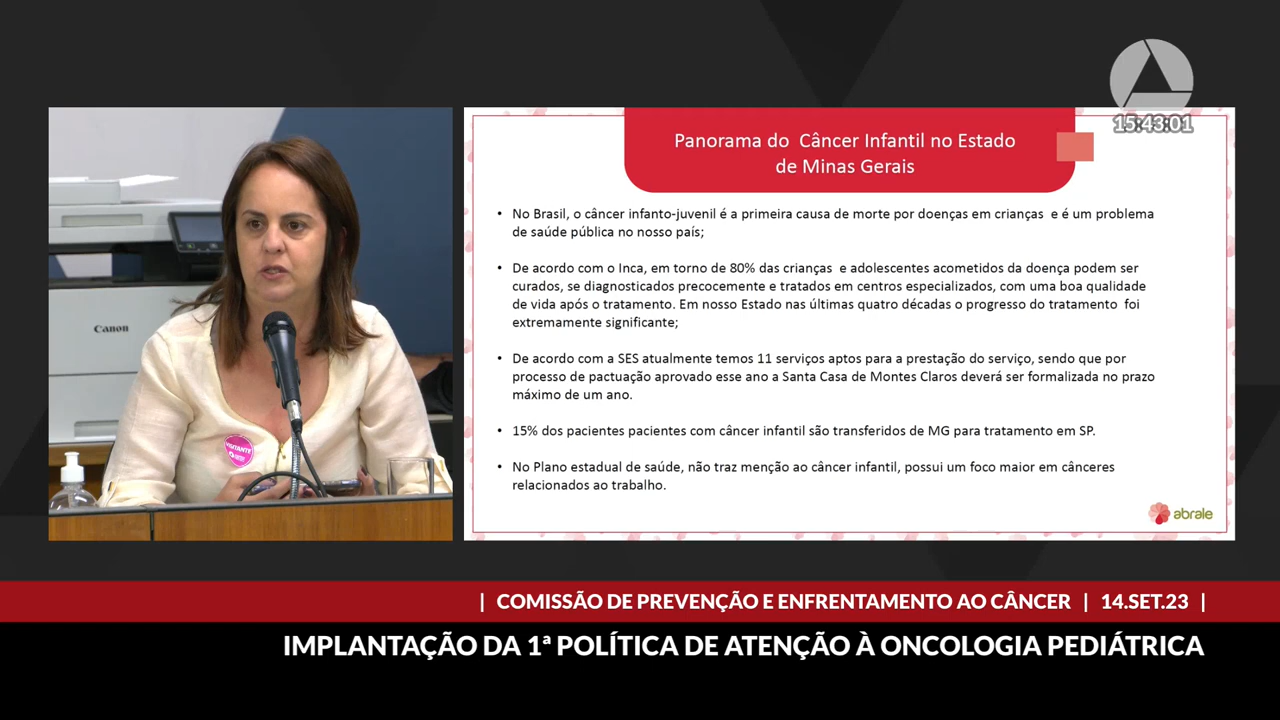 15:43:01
Canon
VISITANTE
Panorama do Câncer Infantil no Estado
de Minas Gerais
• No Brasil, o câncer infanto-juvenil é a primeira causa de morte por doenças em crianças e é um problema
de saúde pública no nosso país;
• De acordo com o Inca, em torno de 80% das crianças e adolescentes acometidos da doença podem ser
curados, se diagnosticados precocemente e tratados em centros especializados, com uma boa qualidade
de vida após o tratamento. Em nosso Estado nas últimas quatro décadas o progresso do tratamento foi
extremamente significante;
• De acordo com a SES atualmente temos 11 serviços aptos para a prestação do serviço, sendo que por
processo de pactuação aprovado esse ano a Santa Casa de Montes Claros deverá ser formalizada no prazo
máximo de um ano.
• 15% dos pacientes pacientes com câncer infantil são transferidos de MG para tratamento em SP.
• No Plano estadual de saúde, não traz menção ao câncer infantil, possui um foco maior em cânceres
relacionados ao trabalho.
abrale
| COMISSÃO DE PREVENÇÃO E ENFRENTAMENTO AO CÂNCER | 14.SET.23 |
IMPLANTAÇÃO DA 1ª POLÍTICA DE ATENÇÃO À ONCOLOGIA PEDIÁTRICA